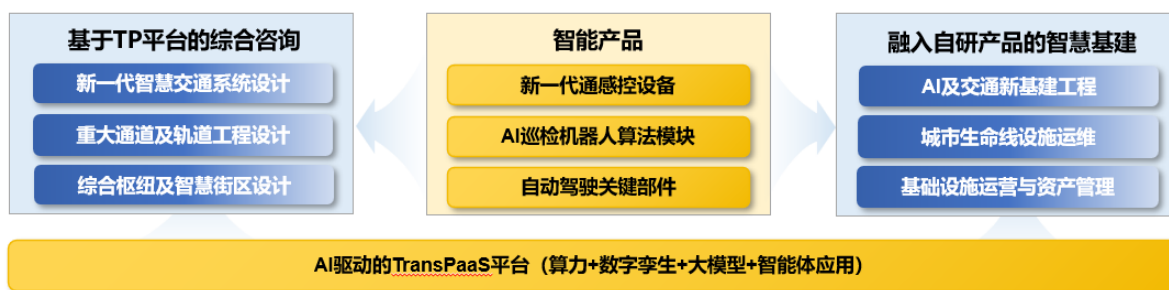 基于TP平台的综合咨询
新一代智慧交通系统设计
重大通道及轨道工程设计
综合枢纽及智慧街区设计
智能产品
新一代通感控设备
AI巡检机器人算法模块
自动驾驶关键部件
融入自研产品的智慧基建
AI及交通新基建工程
城市生命线设施运维
基础设施运营与资产管理
AI驱动的TransPaaS平台（算力+数字孪生+大模型+智能体应用）